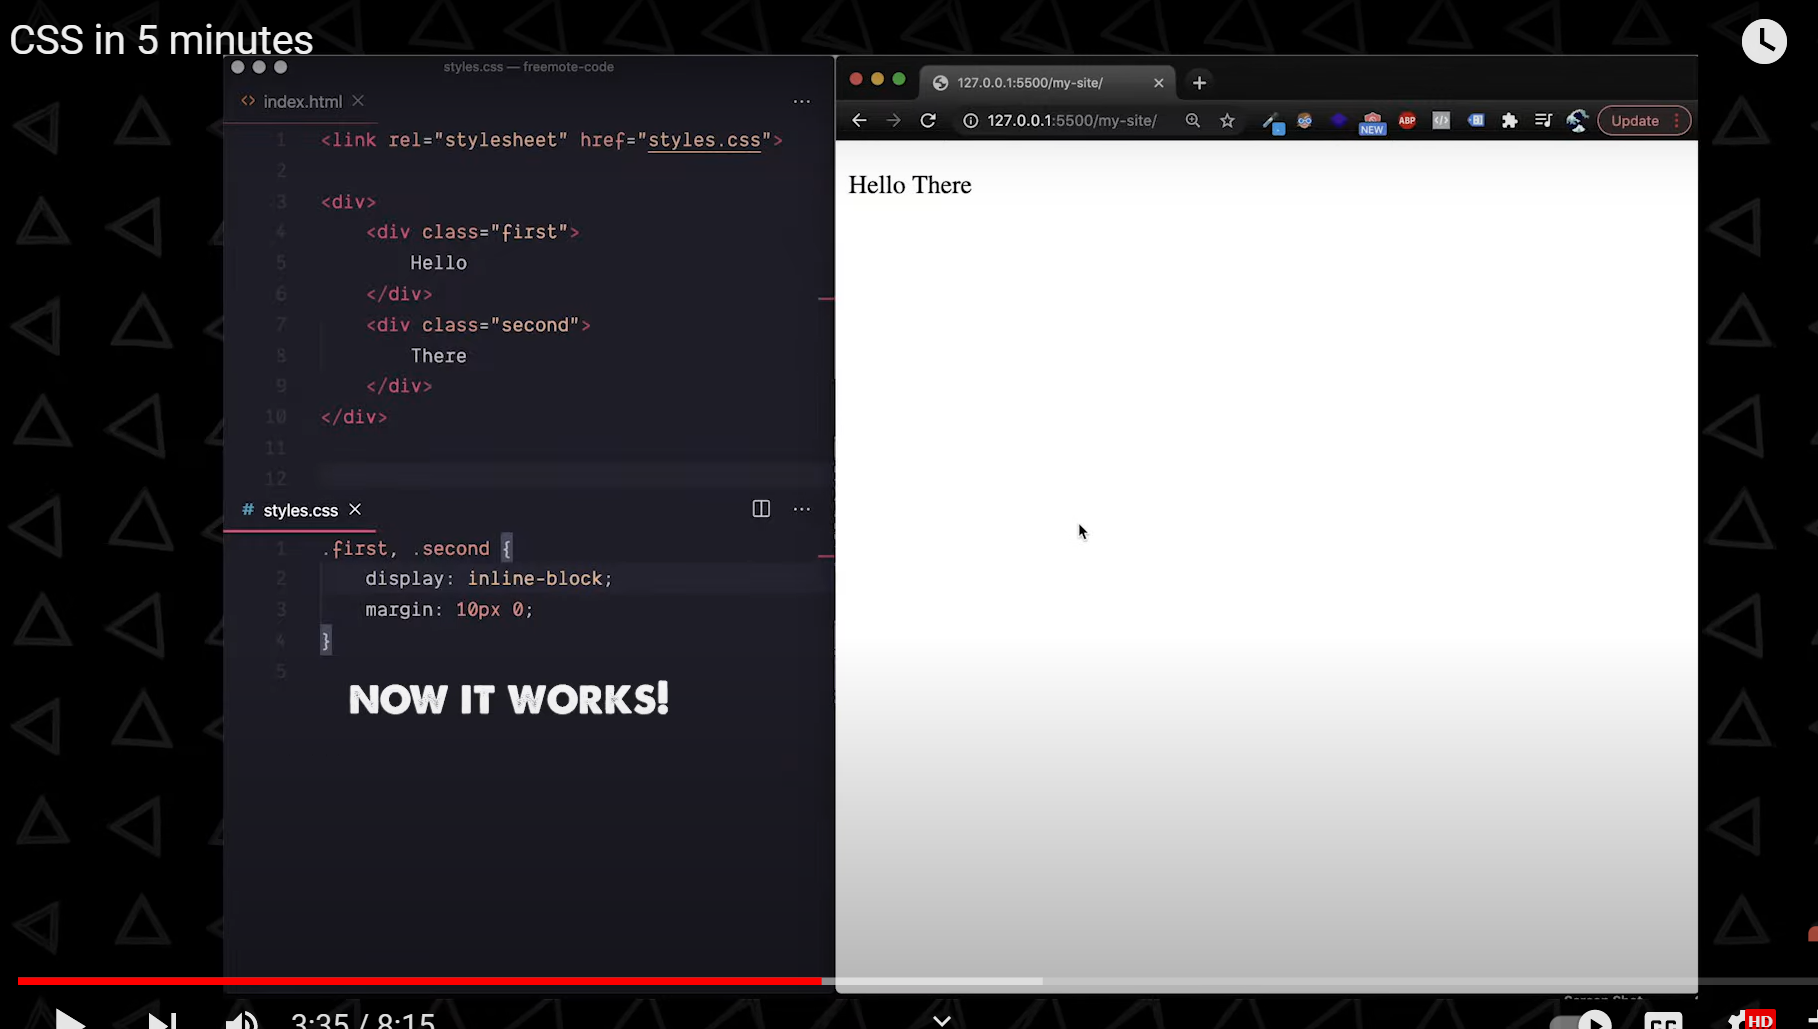 CSS in 5 minutes
styles.css — freemote-code
index.html
1 <link rel="stylesheet" href="styles.css">
2
3 <div>
4 <div class="first">
5 Hello
6 </div>
7 <div class="second">
8 There
9 </div>
10 </div>
11
12
# styles.css
1 .first, .second {
2 display: inline-block;
3 margin: 10px 0;
4 }
5
NOW IT WORKS!
127.0.0.1:5500/my-site/
127.0.0.1:5500/my-site/
NEW
ABP
Update
Hello There
Screen Shot
3:35 / 8:15
CC
HD